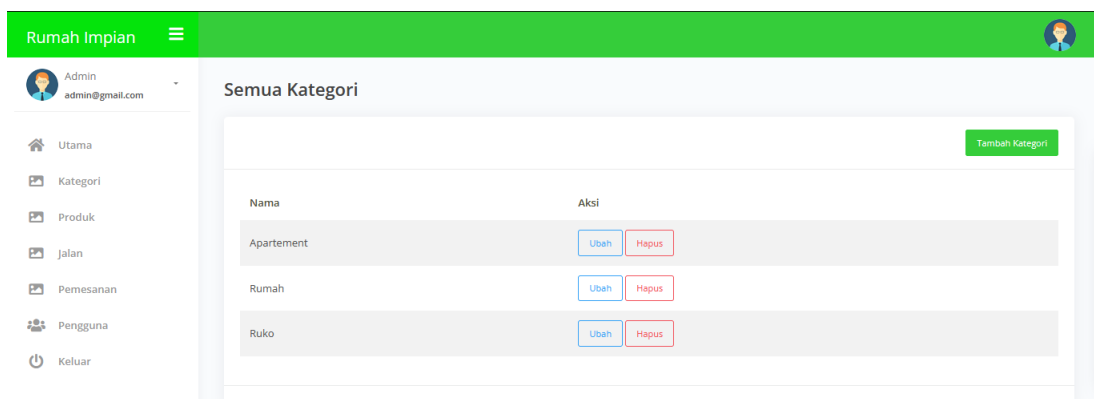 Rumah Impian
Admin
admin@gmail.com
Utama
Kategori
Produk
Jalan
Pemesanan
Pengguna
Keluar
Semua Kategori
Tambah Kategori
Nama Aksi
Apartement Ubah Hapus
Rumah Ubah Hapus
Ruko Ubah Hapus